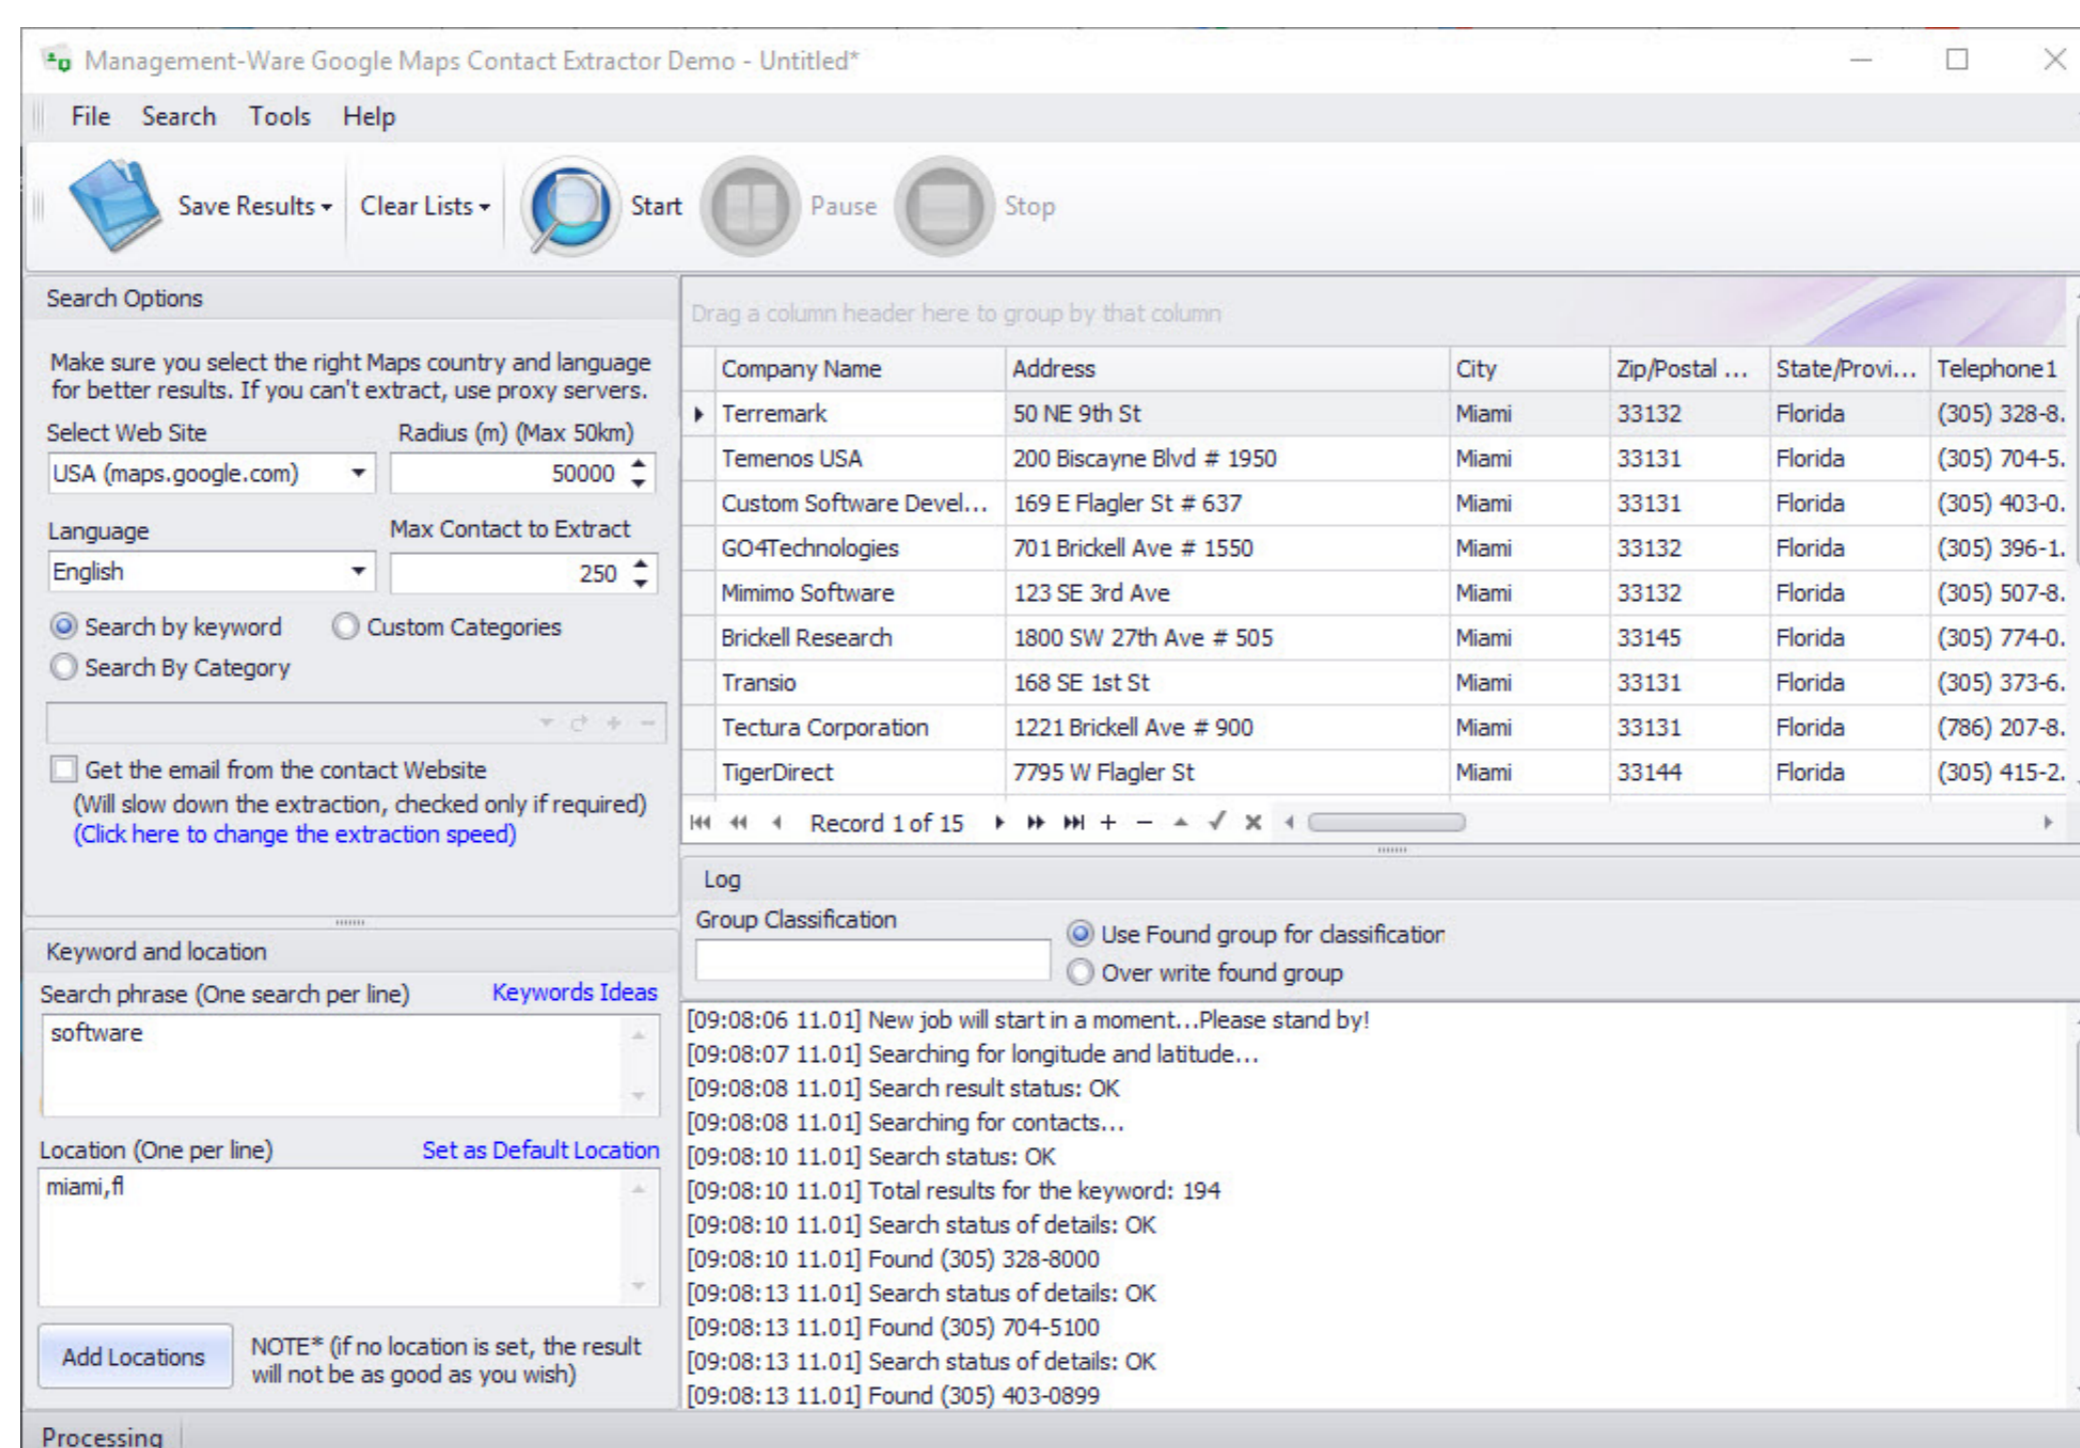 Management-Ware Google Maps Contact Extractor Demo - Untitled*
File Search Tools Help
Save Results Clear Lists Start Pause Stop
Search Options
Make sure you select the right Maps country and language
for better results. If you can't extract, use proxy servers.
Select Web Site Radius (m) (Max 50km)
USA (maps.google.com) 50000
Language Max Contact to Extract
English 250
Search by keyword Custom Categories
Search By Category
Get the email from the contact Website
(Will slow down the extraction, checked only if required)
(Click here to change the extraction speed)
Keyword and location
Search phrase (One search per line) Keywords Ideas
software
Location (One per line) Set as Default Location
miami,fl
Add Locations
NOTE* (if no location is set, the result
will not be as good as you wish)
Drag a column header here to group by that column
Company Name Address City Zip/Postal ... State/Provi... Telephone1
Terremark 50 NE 9th St Miami 33132 Florida (305) 328-8.
Temenos USA 200 Biscayne Blvd # 1950 Miami 33131 Florida (305) 704-5.
Custom Software Devel... 169 E Flagler St # 637 Miami 33131 Florida (305) 403-0.
GO4Technologies 701 Brickell Ave # 1550 Miami 33132 Florida (305) 396-1.
Mimimo Software 123 SE 3rd Ave Miami 33132 Florida (305) 507-8.
Brickell Research 1800 SW 27th Ave # 505 Miami 33145 Florida (305) 774-0.
Transio 168 SE 1st St Miami 33131 Florida (305) 373-6.
Tectura Corporation 1221 Brickell Ave # 900 Miami 33131 Florida (786) 207-8.
TigerDirect 7795 W Flagler St Miami 33144 Florida (305) 415-2.
Record 1 of 15
Log
Group Classification
Use Found group for classification
Over write found group
[09:08:06 11.01] New job will start in a moment...Please stand by!
[09:08:07 11.01] Searching for longitude and latitude...
[09:08:08 11.01] Search result status: OK
[09:08:08 11.01] Searching for contacts...
[09:08:10 11.01] Search status: OK
[09:08:10 11.01] Total results for the keyword: 194
[09:08:10 11.01] Search status of details: OK
[09:08:10 11.01] Found (305) 328-8000
[09:08:13 11.01] Search status of details: OK
[09:08:13 11.01] Found (305) 704-5100
[09:08:13 11.01] Search status of details: OK
[09:08:13 11.01] Found (305) 403-0899
Processing